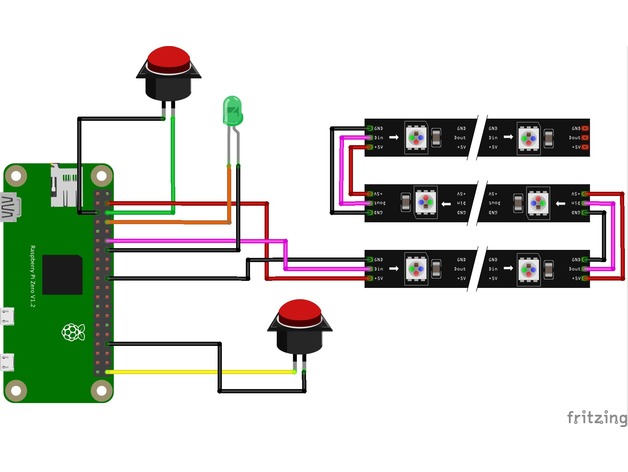 GND
Din
+5V
GND
Dout
+5V
GND
Din
+5V
GND
Dout
+5V
+5V
Dout
GND
+5V
Din
GND
+5V
Dout
GND
+5V
Din
GND
GND
Din
+5V
GND
Dout
+5V
GND
Din
+5V
GND
Dout
+5V
Raspberry Pi Zero V1.2
fritzing